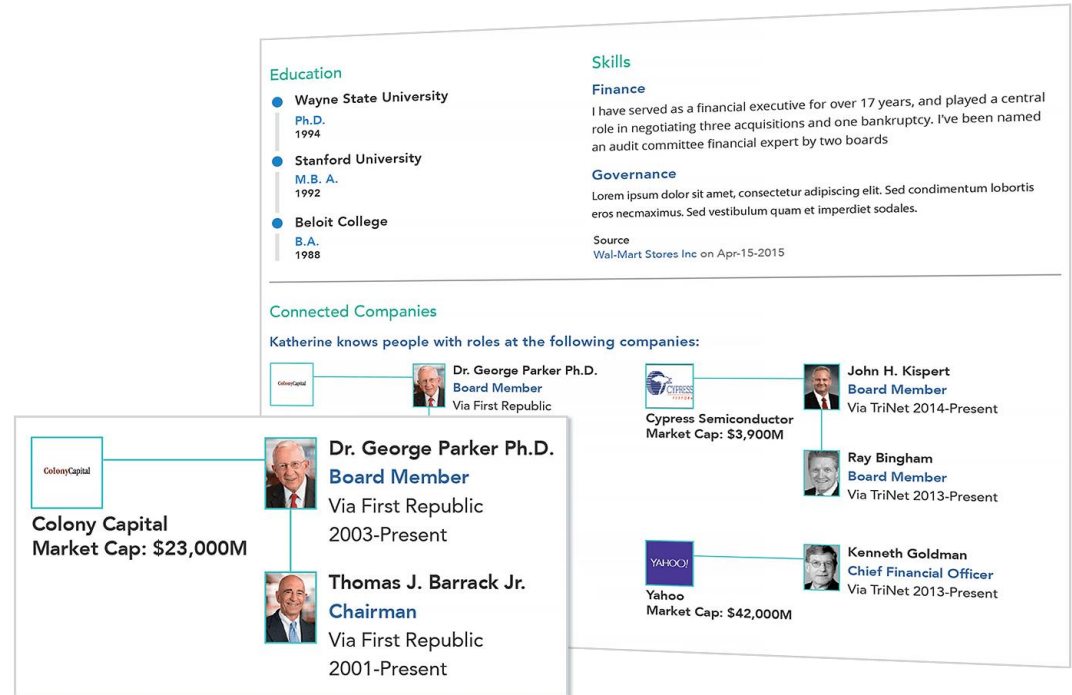 Education
Wayne State University
Ph.D.
1994
Stanford University
M.B. A.
1992
Beloit College
B.A.
1988
Skills
Finance
I have served as a financial executive for over 17 years, and played a central
role in negotiating three acquisitions and one bankruptcy. I've been named
an audit committee financial expert by two boards
Governance
Lorem ipsum dolor sit amet, consectetur adipiscing elit. Sed condimentum lobortis
eros necmaximus. Sed vestibulum quam et imperdiet sodales.
Source
Wal-Mart Stores Inc on Apr-15-2015
Connected Companies
Katherine knows people with roles at the following companies:
ColonyCapital
Dr. George Parker Ph.D.
Board Member
Via First Republic
CYPRESS
Cypress Semiconductor
Market Cap: $3,900M
John H. Kispert
Board Member
Via TriNet 2014-Present
Ray Bingham
Board Member
Via TriNet 2013-Present
YAHOO!
Yahoo
Market Cap: $42,000M
Kenneth Goldman
Chief Financial Officer
Via TriNet 2013-Present
ColonyCapital
Colony Capital
Market Cap: $23,000M
Dr. George Parker Ph.D.
Board Member
Via First Republic
2003-Present
Thomas J. Barrack Jr.
Chairman
Via First Republic
2001-Present